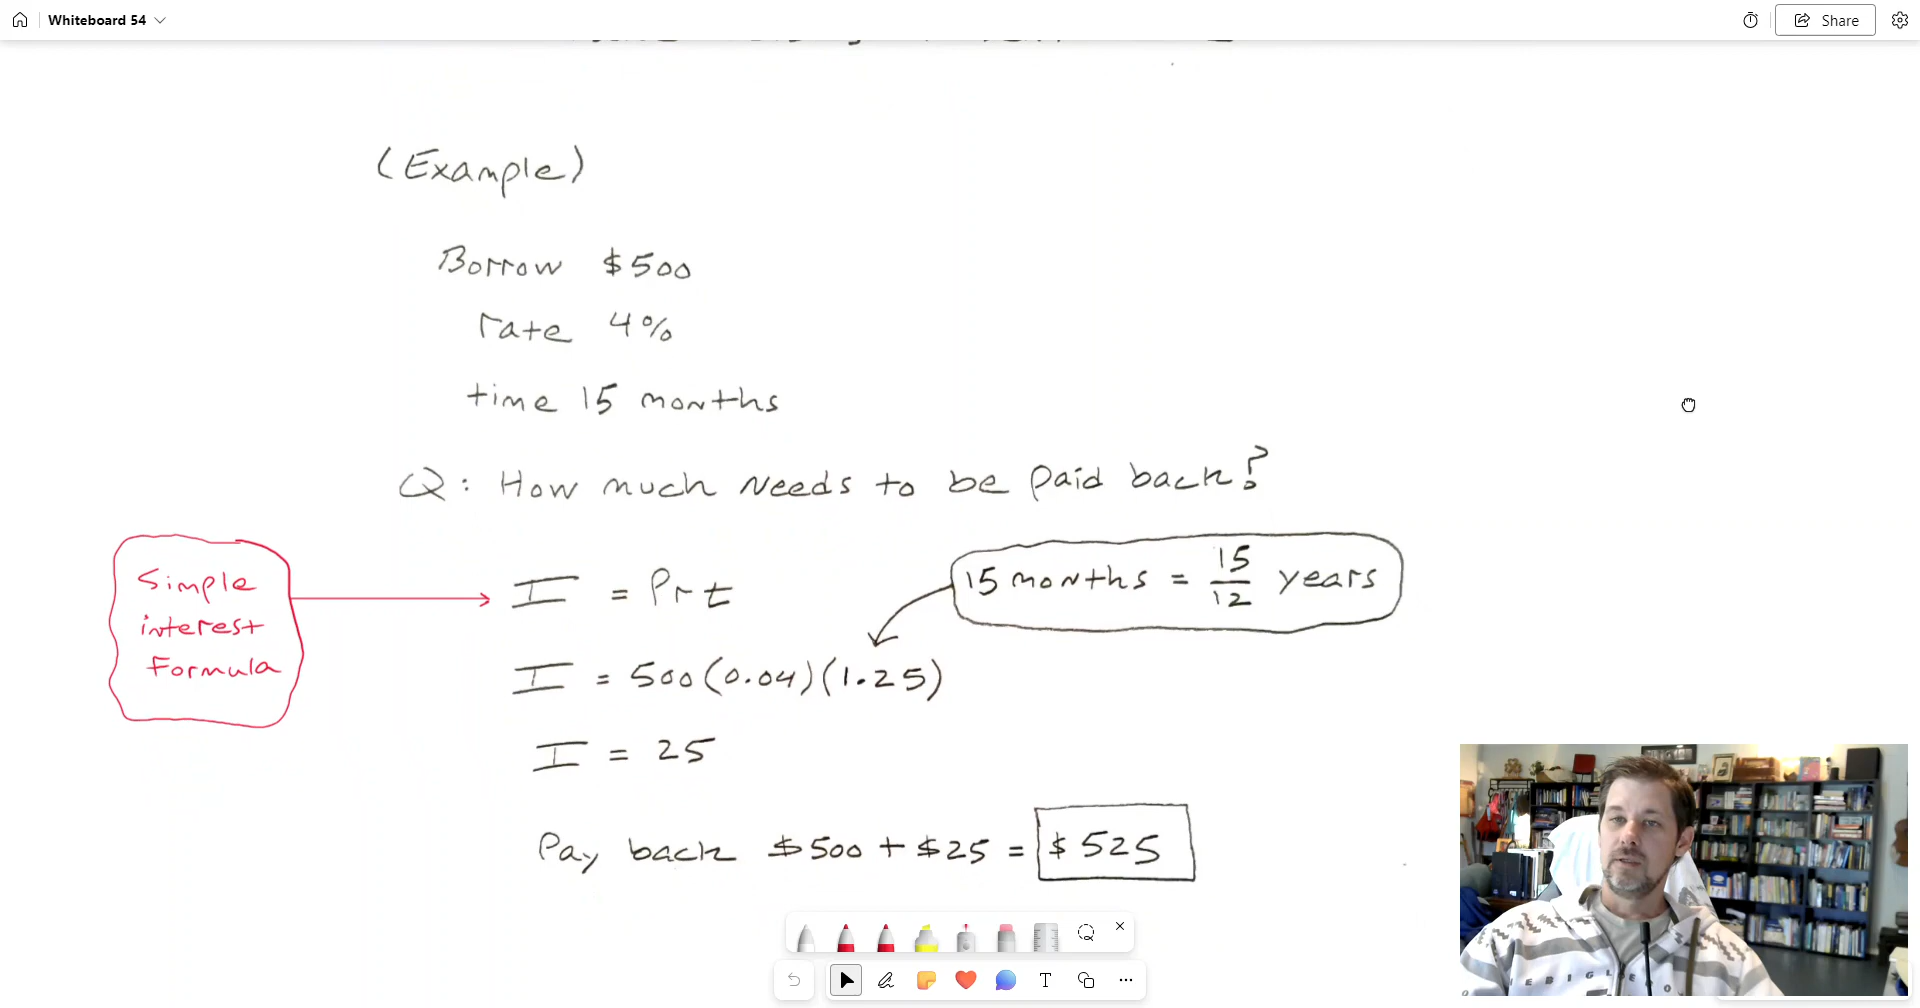 Whiteboard 54
Share
(Example)
Borrow $500
rate 4%
time 15 months
Q: How much needs to be paid back?
Simple
interest
formula
I = Prt
15 months = 15/12 years
I = 500(0.04)(1.25)
I = 25
Pay back $500 + $25 = $525
T